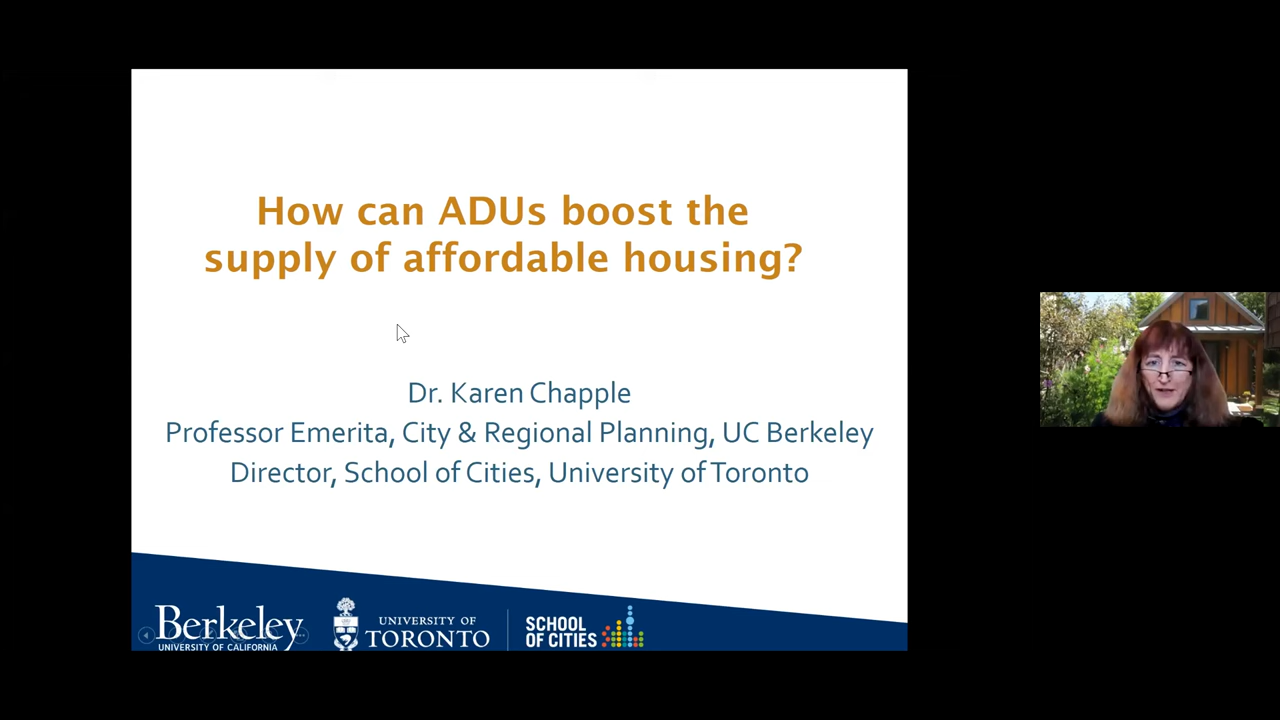 How can ADUs boost the
supply of affordable housing?
Dr. Karen Chapple
Professor Emerita, City & Regional Planning, UC Berkeley
Director, School of Cities, University of Toronto
Berkeley
UNIVERSITY OF CALIFORNIA
UNIVERSITY OF
TORONTO
SCHOOL
OF CITIES